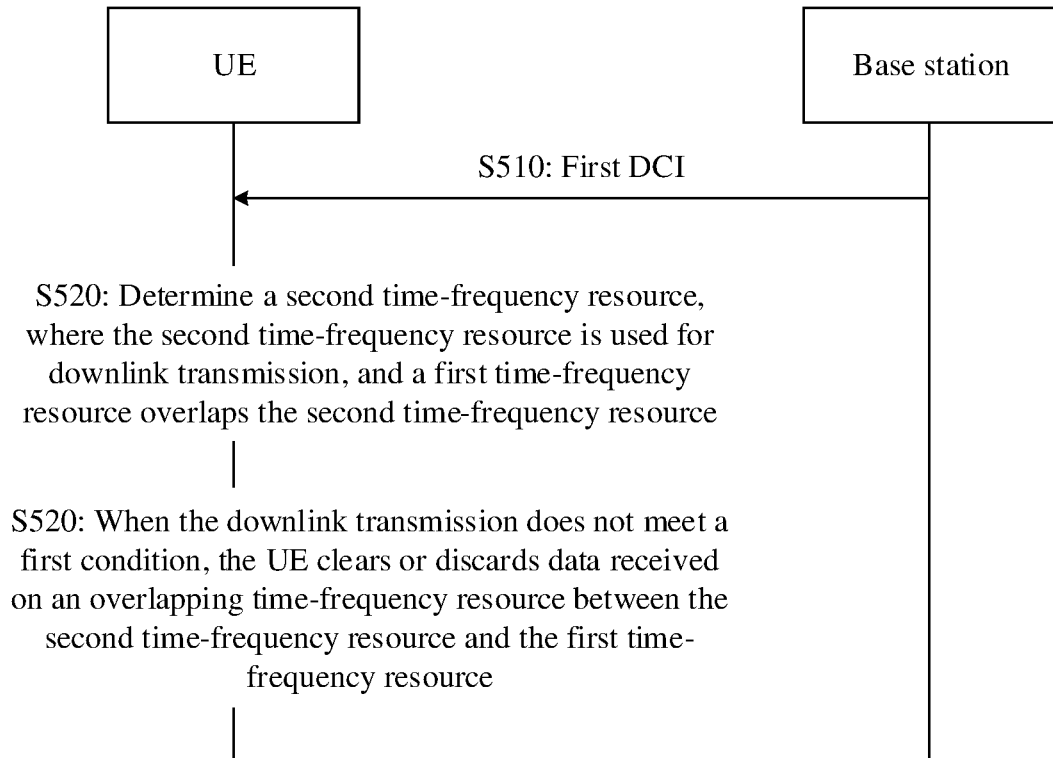 UE
Base station
S510: First DCI
S520: Determine a second time-frequency resource,
where the second time-frequency resource is used for
downlink transmission, and a first time-frequency
resource overlaps the second time-frequency resource
S520: When the downlink transmission does not meet a
first condition, the UE clears or discards data received
on an overlapping time-frequency resource between the
second time-frequency resource and the first time-
frequency resource